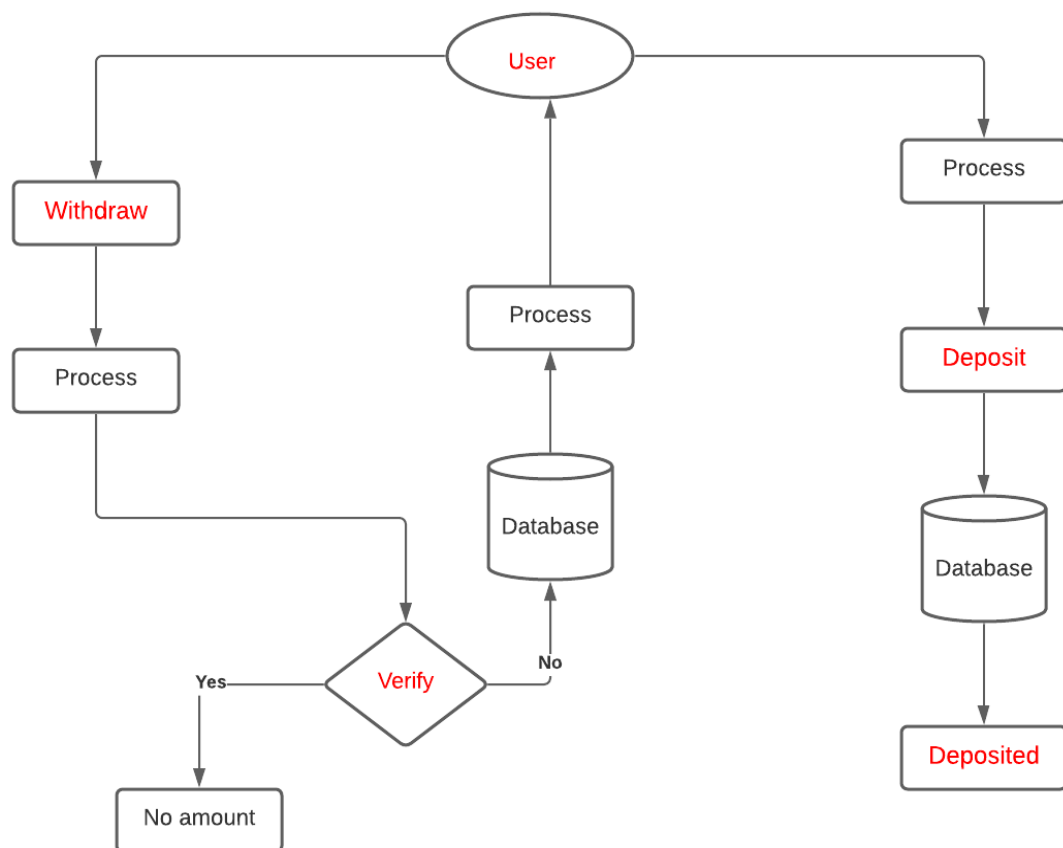 User
Process
Withdraw
Process
Deposit
Process
Database
Database
No
Verify
Yes
Deposited
No amount